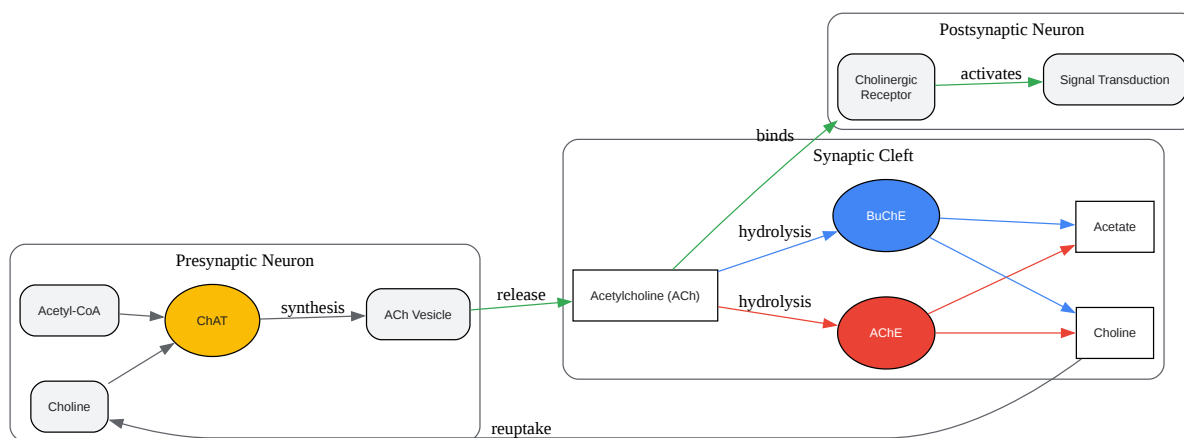 Postsynaptic Neuron
Cholinergic
Receptor
activates
Signal Transduction
binds
Synaptic Cleft
BuChE
hydrolysis
Acetate
Presynaptic Neuron
Acetyl-CoA
ChAT
synthesis
ACh Vesicle
release
Acetylcholine (ACh)
hydrolysis
AChE
Choline
Choline
reuptake